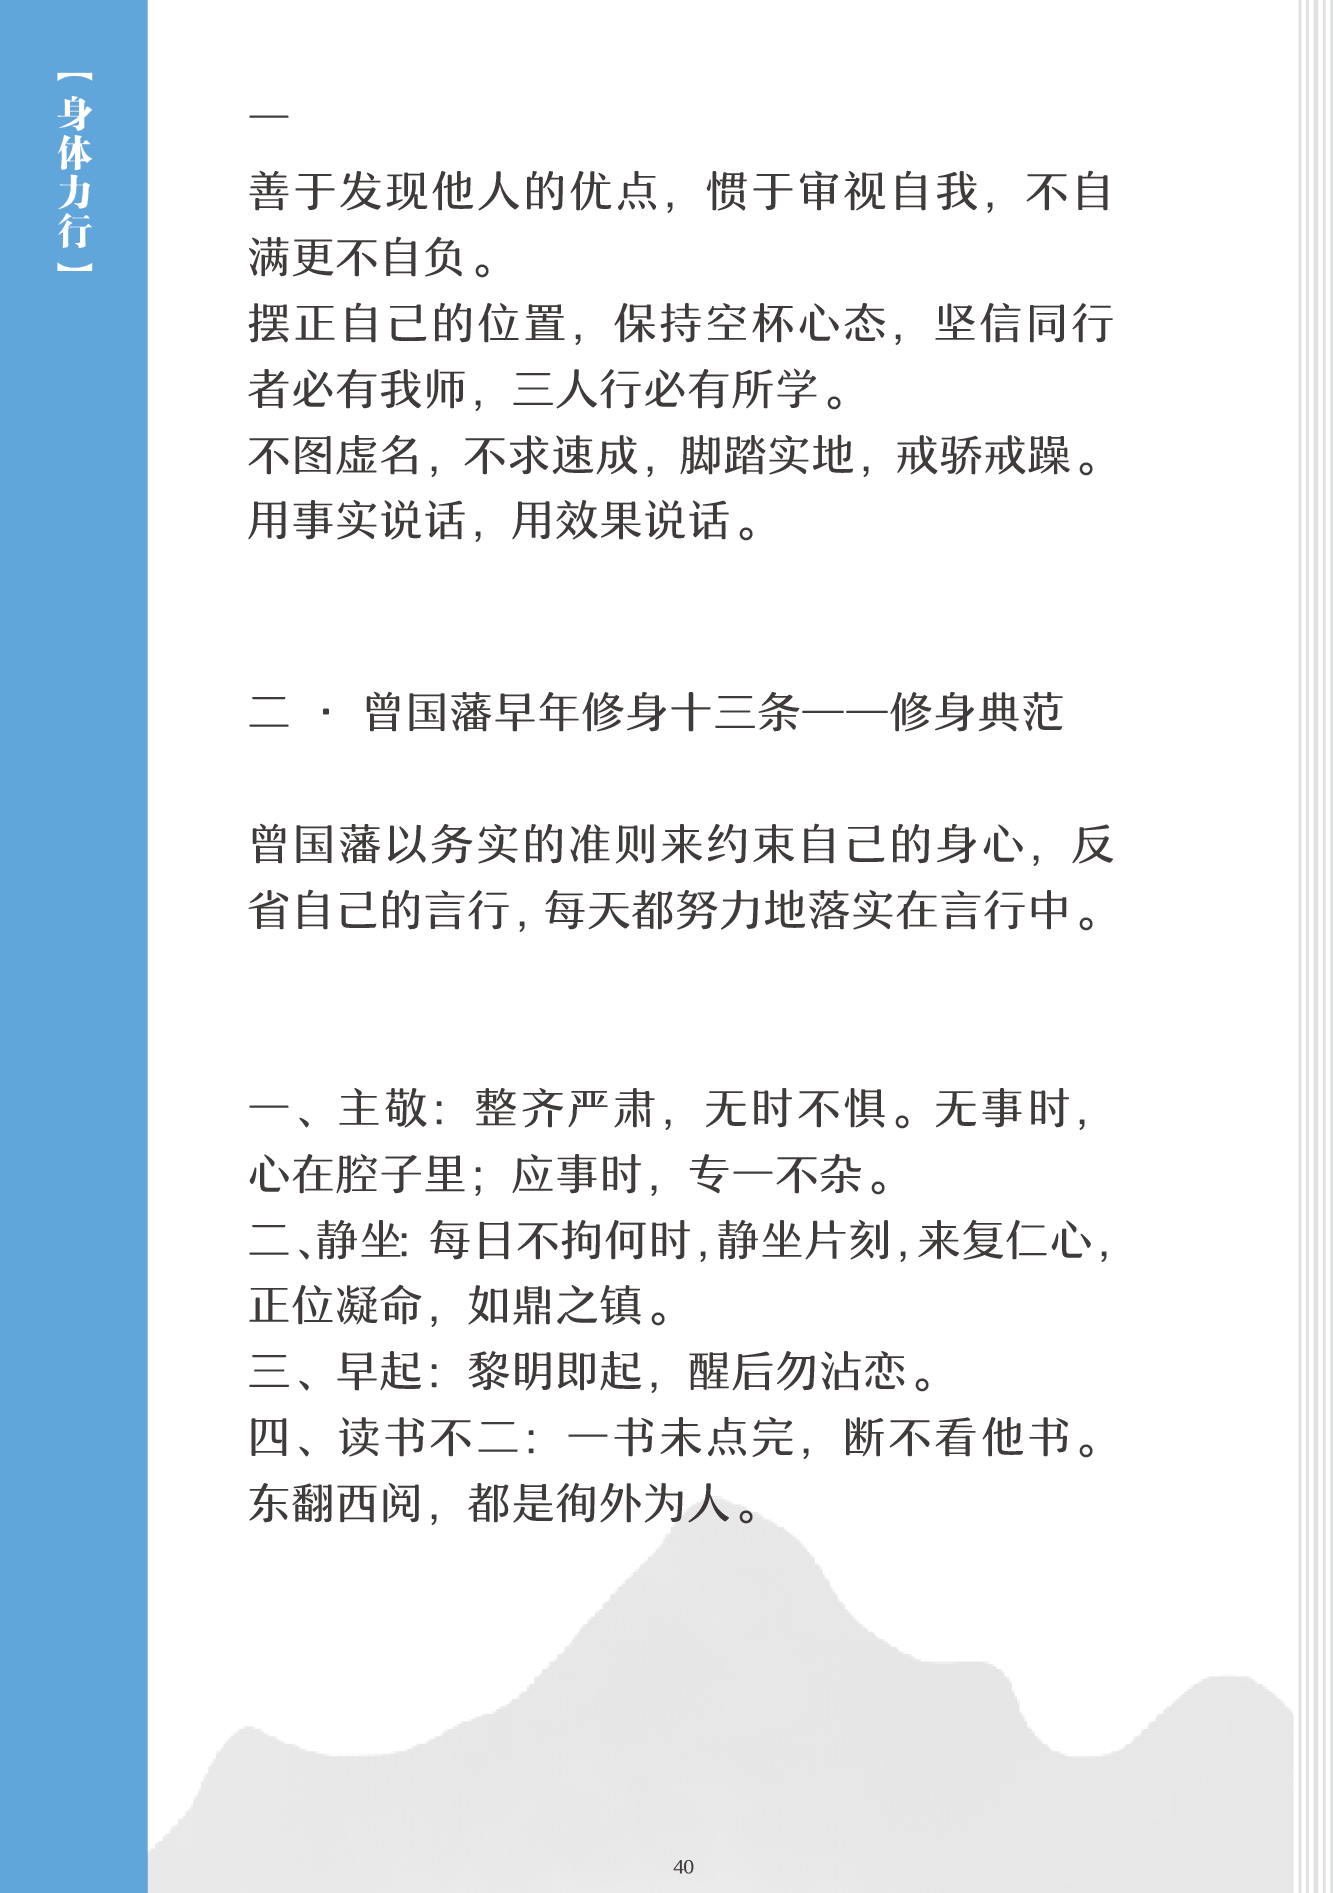 【身体力行】
一
善于发现他人的优点，惯于审视自我，不自
满更不自负。
摆正自己的位置，保持空杯心态，坚信同行
者必有我师，三人行必有所学。
不图虚名，不求速成，脚踏实地，戒骄戒躁。
用事实说话，用效果说话。
二 · 曾国藩早年修身十三条——修身典范
曾国藩以务实的准则来约束自己的身心，反
省自己的言行，每天都努力地落实在言行中。
一、主敬：整齐严肃，无时不惧。无事时，
心在腔子里；应事时，专一不杂。
二、静坐：每日不拘何时，静坐片刻，来复仁心，
正位凝命，如鼎之镇。
三、早起：黎明即起，醒后勿沾恋。
四、读书不二：一书未点完，断不看他书。
东翻西阅，都是徇外为人。
40